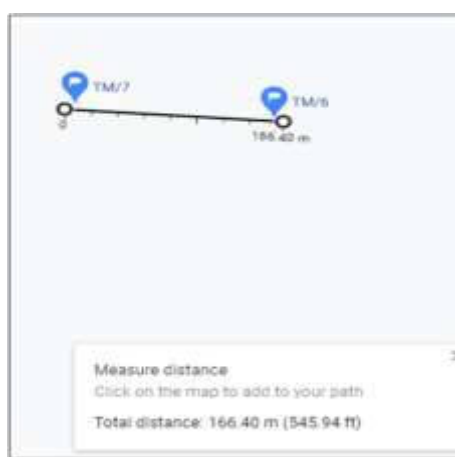 TM/7
TM/6
0
166.40 m
Measure distance
Click on the map to add to your path
Total distance: 166.40 m (545.94 ft)